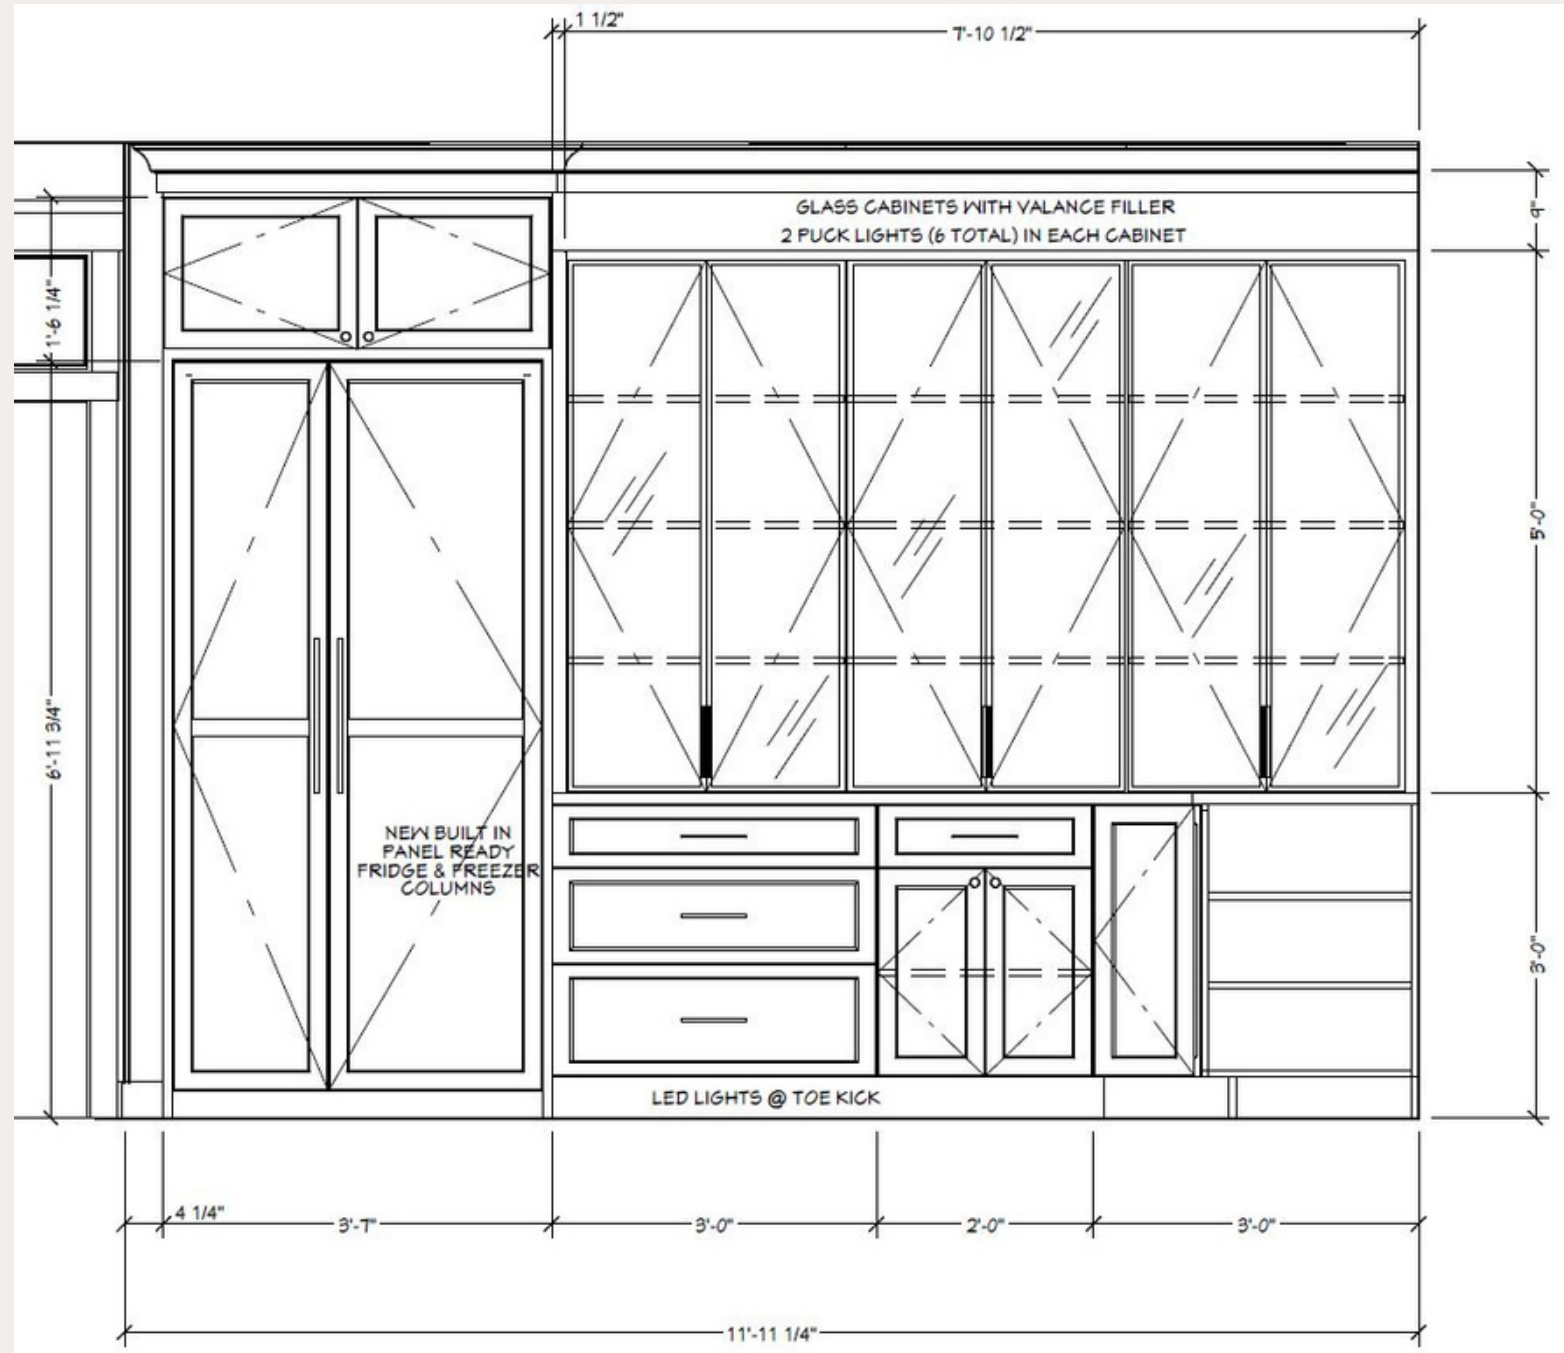 1 1/2"
7'-10 1/2"
GLASS CABINETS WITH VALANCE FILLER
2 PUCK LIGHTS (6 TOTAL) IN EACH CABINET
9"
1'-6 1/4"
5'-0"
6'-11 3/4"
NEW BUILT IN
PANEL READY
FRIDGE & FREEZER
COLUMNS
3'-0"
LED LIGHTS @ TOE KICK
4 1/4"
3'-7"
3'-0"
2'-0"
3'-0"
11'-11 1/4"